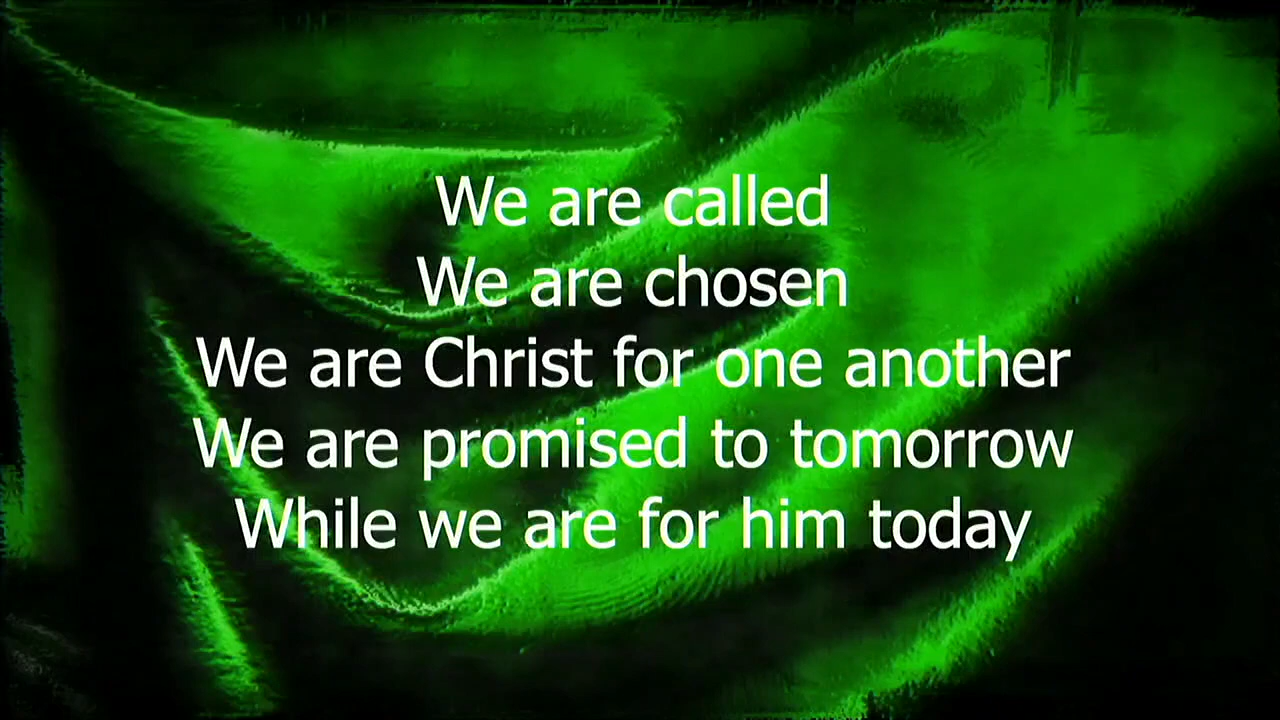 We are called
We are chosen
We are Christ for one another
We are promised to tomorrow
While we are for him today